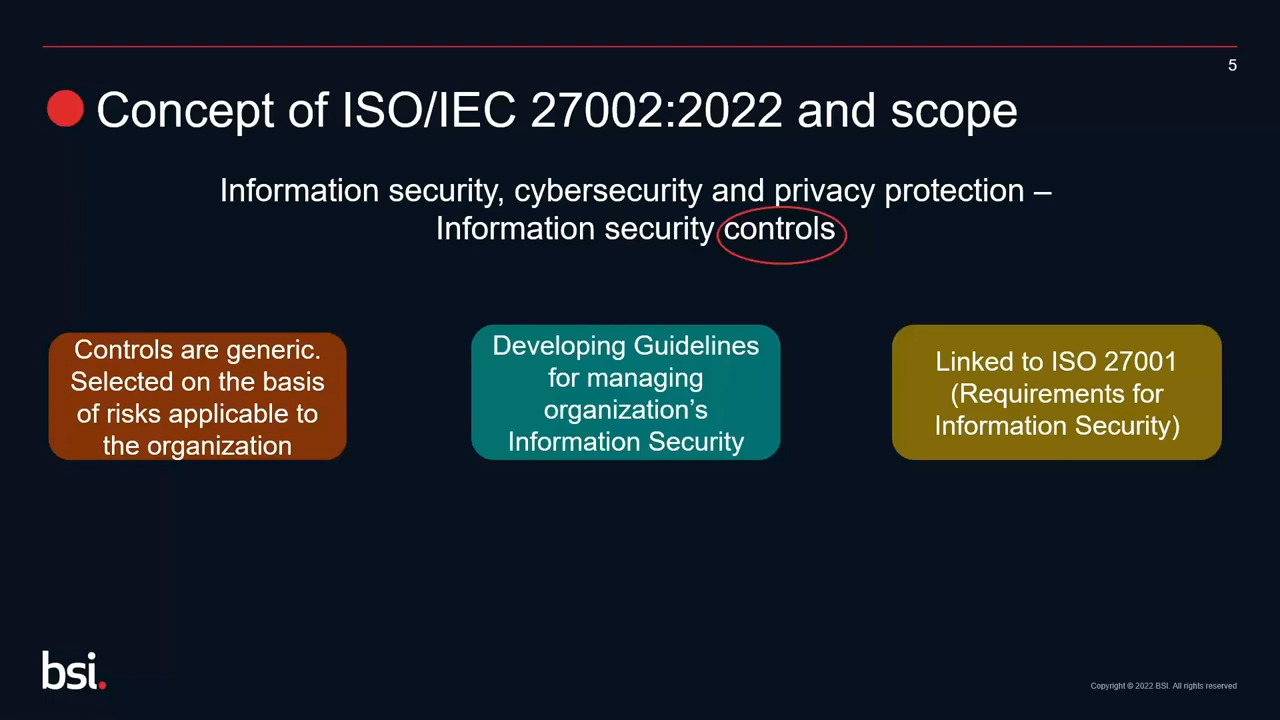 5
Concept of ISO/IEC 27002:2022 and scope
Information security, cybersecurity and privacy protection –
Information security controls
Controls are generic.
Selected on the basis
of risks applicable to
the organization
Developing Guidelines
for managing
organization’s
Information Security
Linked to ISO 27001
(Requirements for
Information Security)
bsi.
Copyright © 2022 BSI. All rights reserved